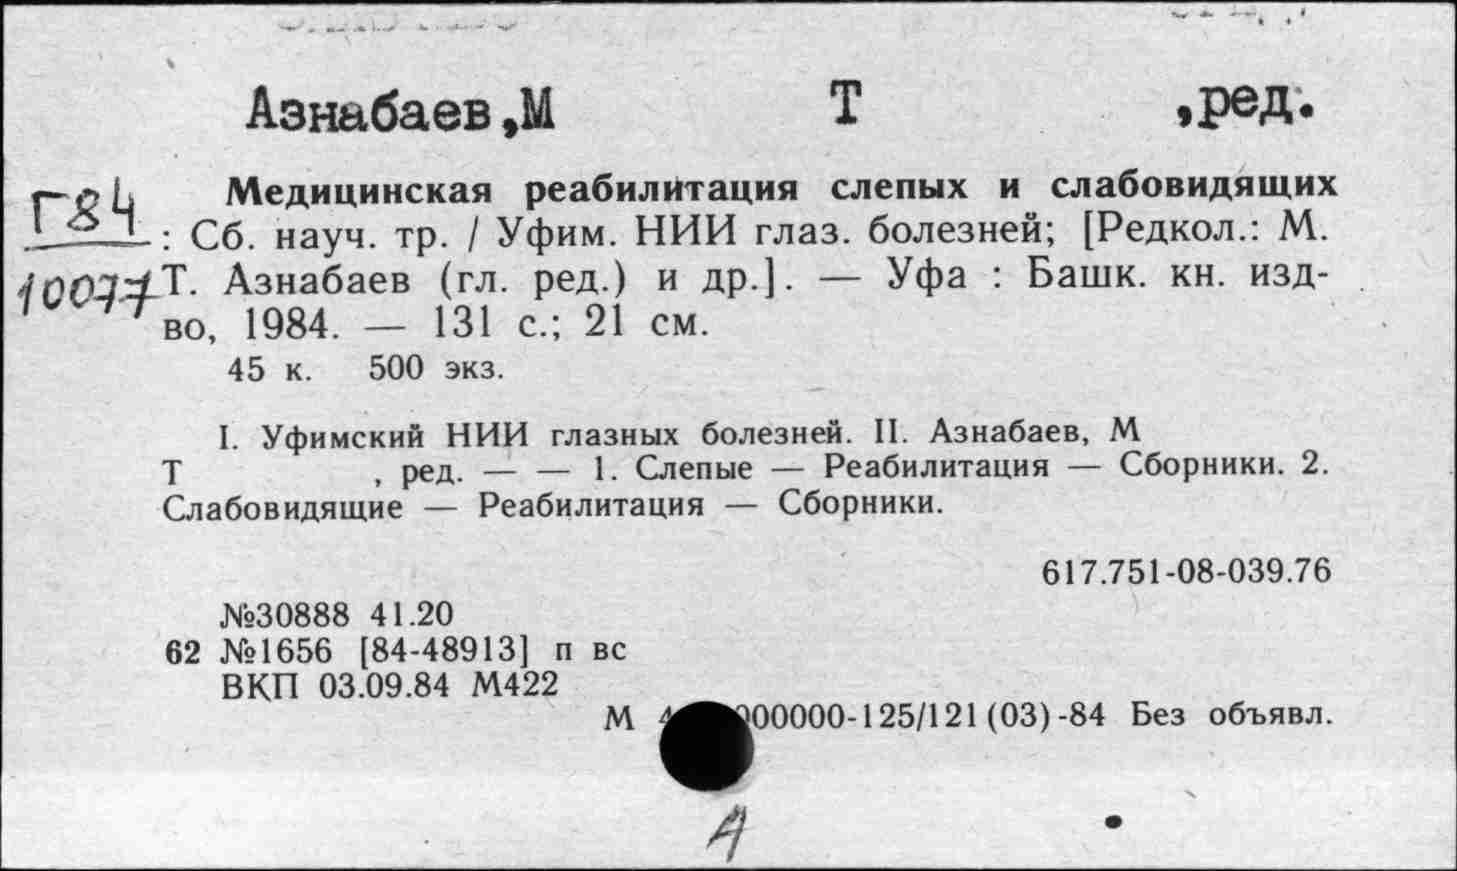 Азнабаев,М Т ,ред.
Г84
10077
Медицинская реабилитация слепых и слабовидящих
: Сб. науч. тр. / Уфим. НИИ глаз. болезней; [Редкол.: М.
Т. Азнабаев (гл. ред.) и др.]. — Уфа : Башк. кн. изд-
во, 1984. — 131 с.; 21 см.
45 к. 500 экз.
I. Уфимский НИИ глазных болезней. II. Азнабаев, М
Т , ред. — — 1. Слепые — Реабилитация — Сборники. 2.
Слабовидящие — Реабилитация — Сборники.
617.751-08-039.76
№30888 41.20
62 №1656 [84-48913] п вс
ВКП 03.09.84 М422
М 00000-125/121(03)-84 Без объявл.
А